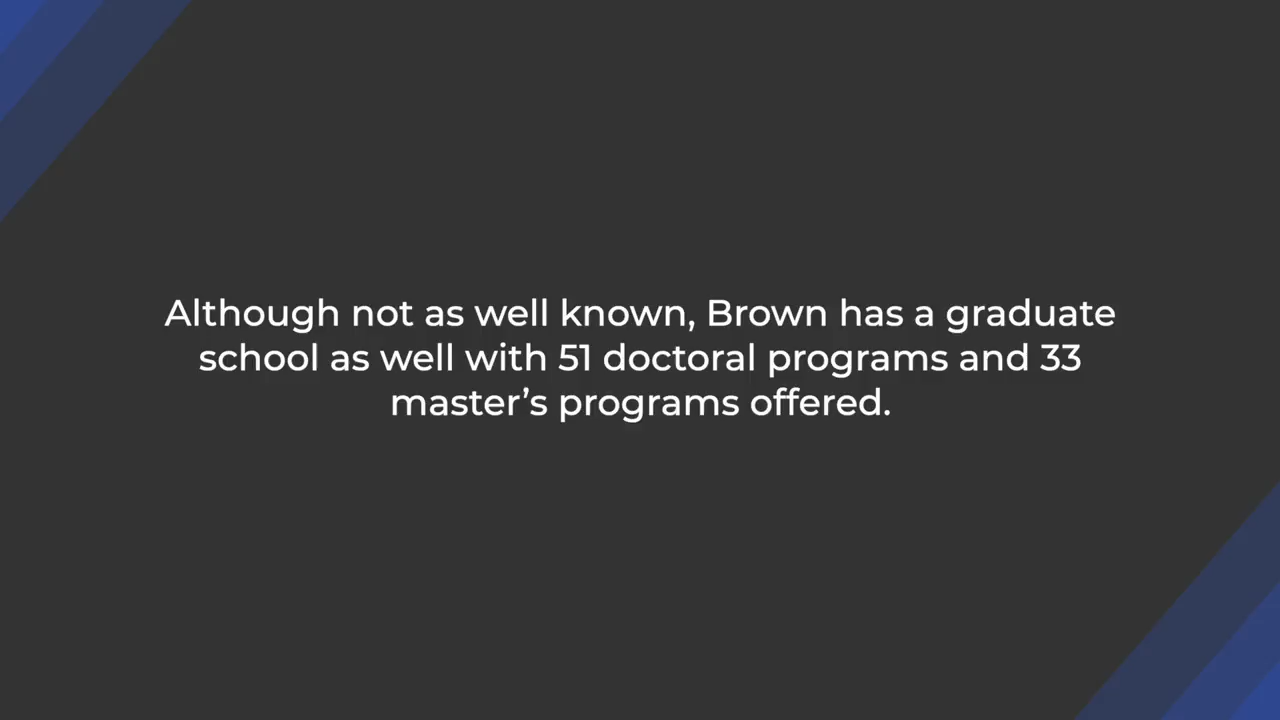 Although not as well known, Brown has a graduate
school as well with 51 doctoral programs and 33
master’s programs offered.